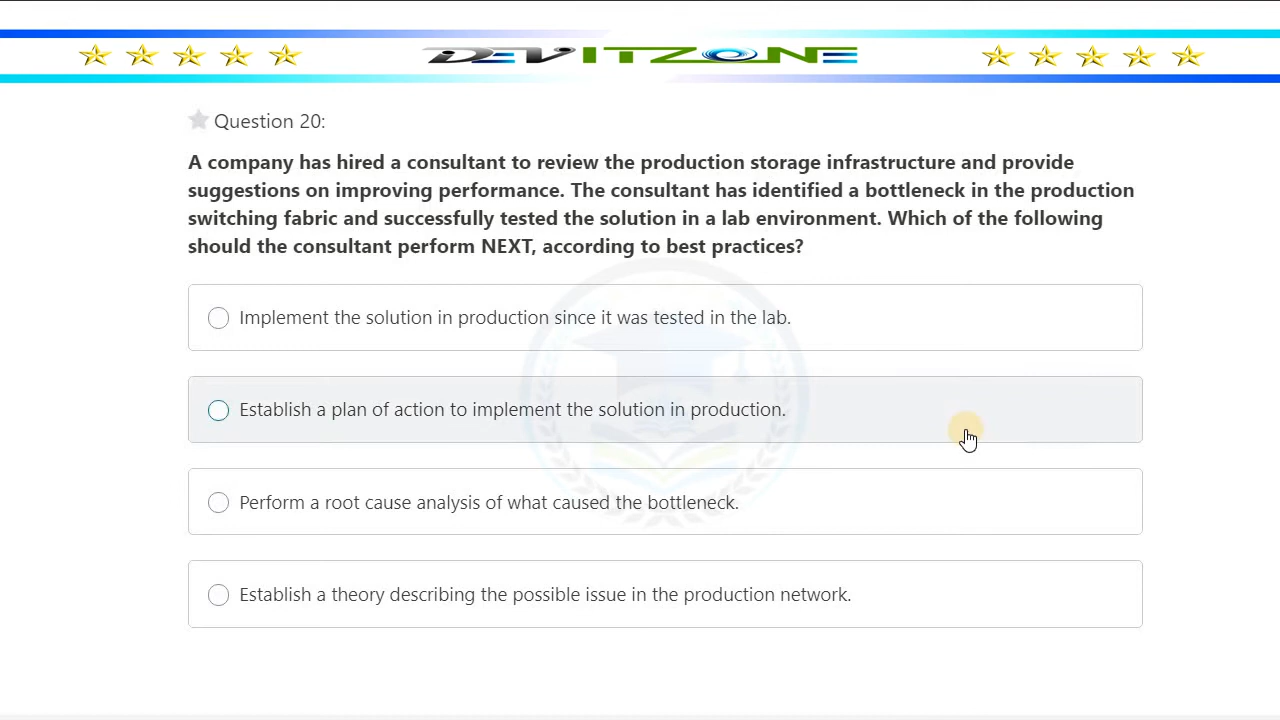 DEVITZONE
Question 20:
A company has hired a consultant to review the production storage infrastructure and provide
suggestions on improving performance. The consultant has identified a bottleneck in the production
switching fabric and successfully tested the solution in a lab environment. Which of the following
should the consultant perform NEXT, according to best practices?
Implement the solution in production since it was tested in the lab.
Establish a plan of action to implement the solution in production.
Perform a root cause analysis of what caused the bottleneck.
Establish a theory describing the possible issue in the production network.